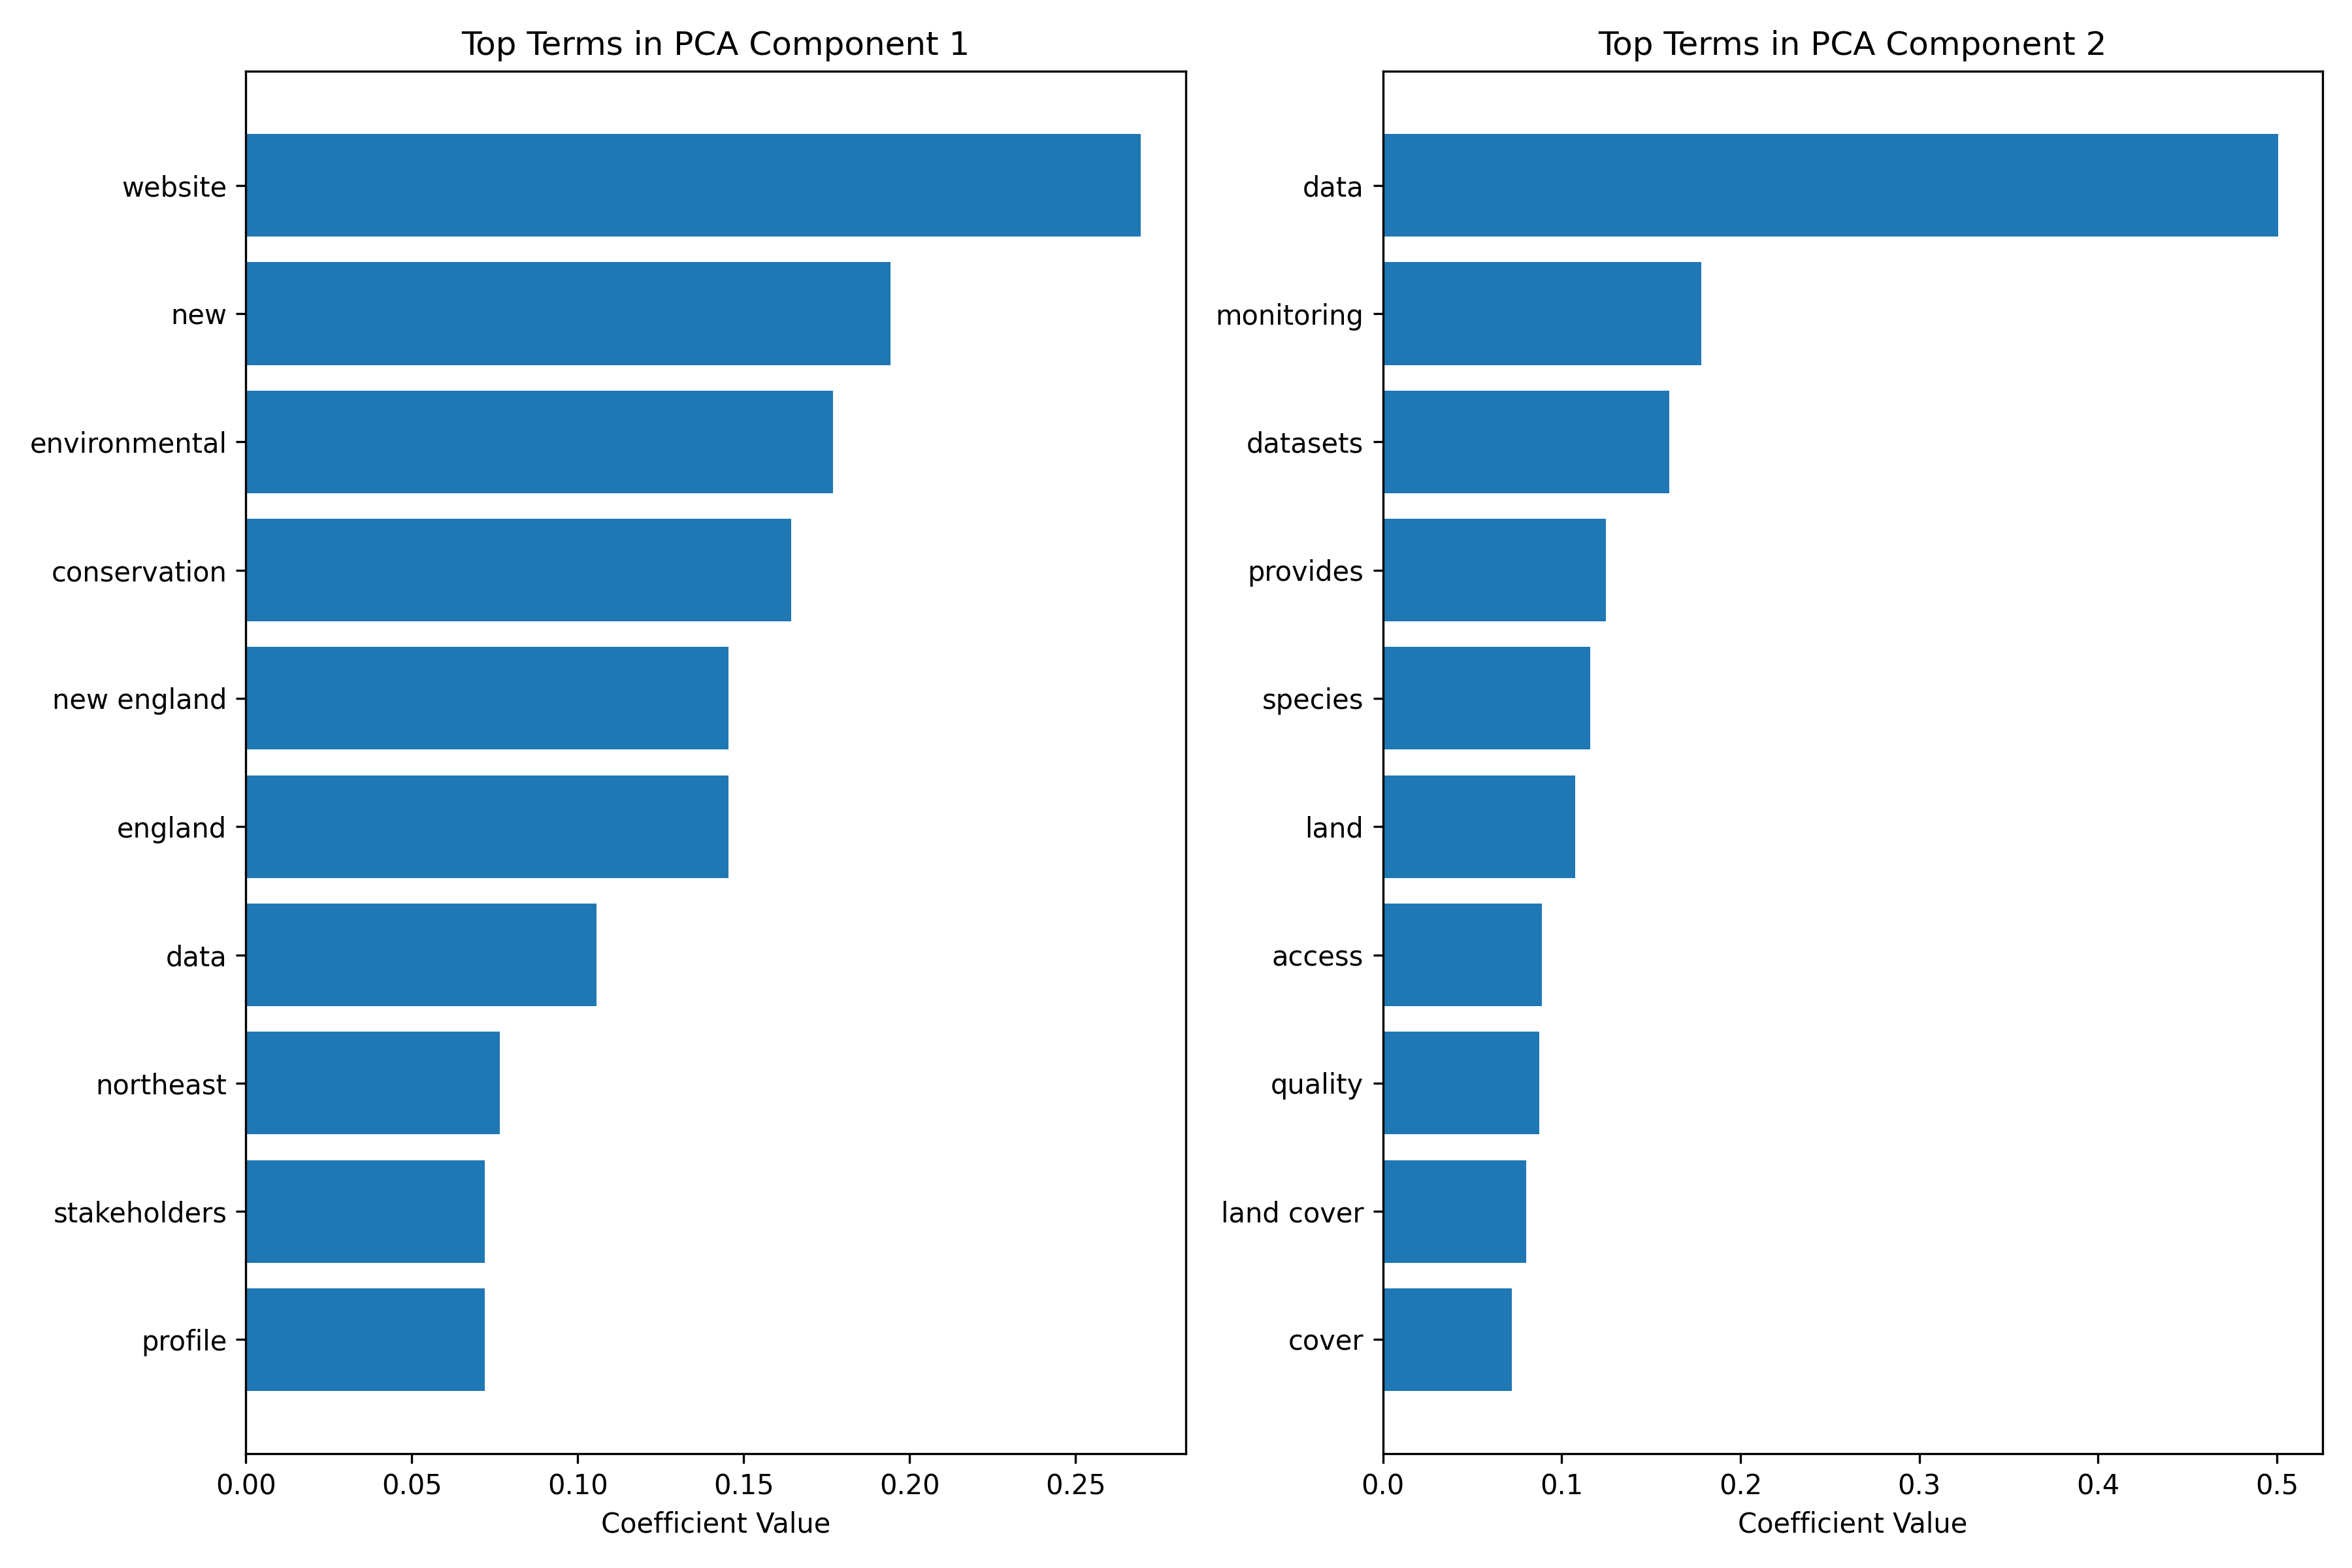 Top Terms in PCA Component 1
website
new
environmental
conservation
new england
england
data
northeast
stakeholders
profile
0.00 0.05 0.10 0.15 0.20 0.25
Coefficient Value
Top Terms in PCA Component 2
data
monitoring
datasets
provides
species
land
access
quality
land cover
cover
0.0 0.1 0.2 0.3 0.4 0.5
Coefficient Value